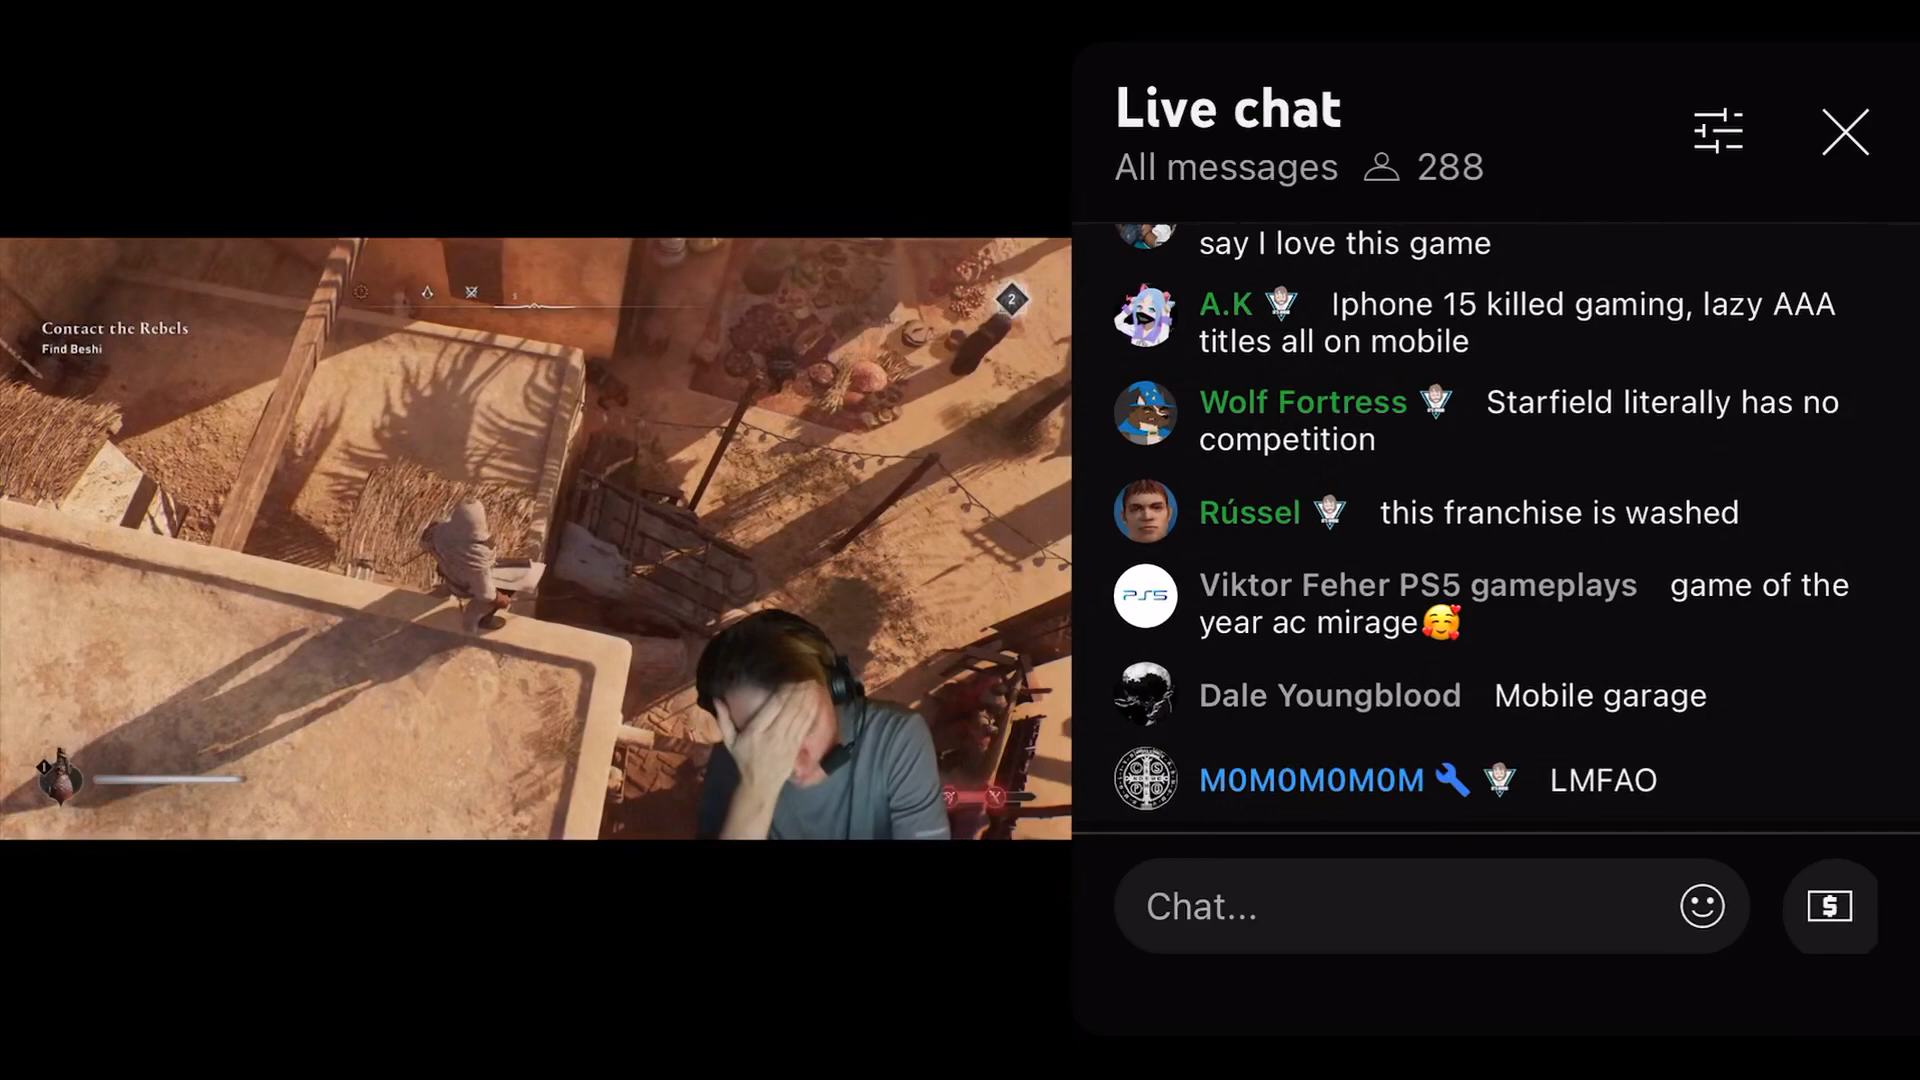 Contact the Rebels
Find Beshi
2
Live chat
All messages 288
say I love this game
A.K Iphone 15 killed gaming, lazy AAA
titles all on mobile
Wolf Fortress Starfield literally has no
competition
Rússel this franchise is washed
PS5
Viktor Feher PS5 gameplays game of the
year ac mirage🥰
Dale Youngblood Mobile garage
M0M0M0M0M LMFAO
Chat...
$